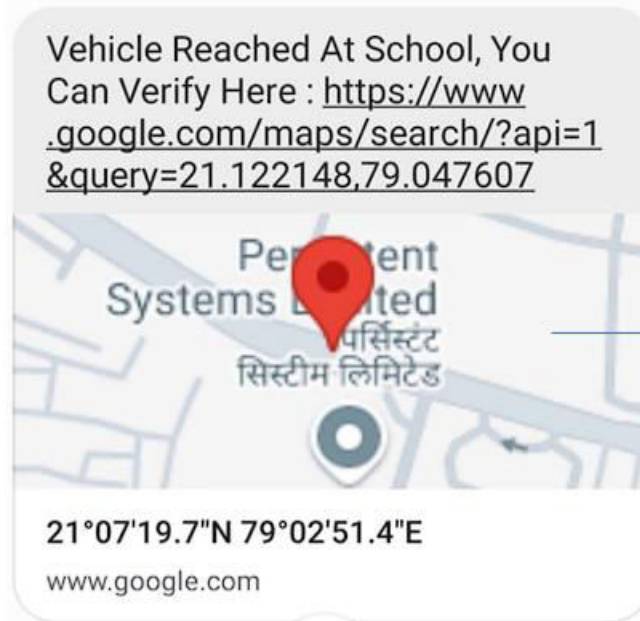 Vehicle Reached At School, You
Can Verify Here : https://www
.google.com/maps/search/?api=1
&query=21.122148,79.047607
Systems
पर्सिस्टंट
सिस्टीम लिमिटेड
21°07'19.7"N 79°02'51.4"E
www.google.com